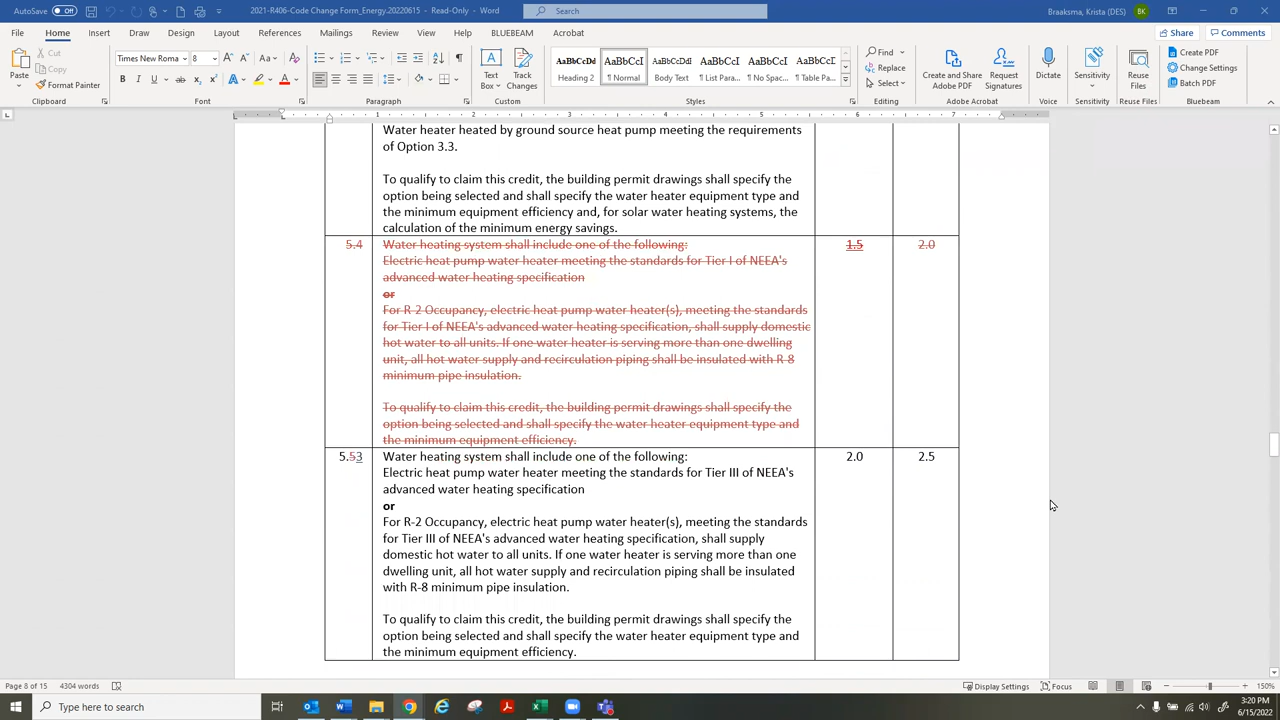 AutoSave Off 2021-R406-Code Change Form_Energy.20220615 - Read-Only - Word Search Braaksma, Krista (DES) BK
File Home Insert Draw Design Layout References Mailings Review View Help BLUEBEAM Acrobat Share Comments
Paste Cut Copy Format Painter
Times New Roma 8
Text Box Track Changes
AaBbCcDd AaBbCcI AaBbCcDd AaBbCcI AaBbCcI AaBbCcI
Heading 2 ¶ Normal Body Text ¶ List Para... ¶ No Spac... ¶ Table Pa...
Find Replace Select
Create and Share Adobe PDF Request Signatures Dictate Sensitivity Reuse Files
Create PDF Change Settings Batch PDF
Clipboard Font Paragraph Custom Styles Editing Adobe Acrobat Voice Sensitivity Reuse Files Bluebeam
1 2 3 4 5 6 7
Water heater heated by ground source heat pump meeting the requirements
of Option 3.3.
To qualify to claim this credit, the building permit drawings shall specify the
option being selected and shall specify the water heater equipment type and
the minimum equipment efficiency and, for solar water heating systems, the
calculation of the minimum energy savings.
5.4 Water heating system shall include one of the following: 1.5 2.0
Electric heat pump water heater meeting the standards for Tier I of NEEA's
advanced water heating specification
or
For R-2 Occupancy, electric heat pump water heater(s), meeting the standards
for Tier I of NEEA's advanced water heating specification, shall supply domestic
hot water to all units. If one water heater is serving more than one dwelling
unit, all hot water supply and recirculation piping shall be insulated with R-8
minimum pipe insulation.
To qualify to claim this credit, the building permit drawings shall specify the
option being selected and shall specify the water heater equipment type and
the minimum equipment efficiency.
5.53 Water heating system shall include one of the following: 2.0 2.5
Electric heat pump water heater meeting the standards for Tier III of NEEA's
advanced water heating specification
or
For R-2 Occupancy, electric heat pump water heater(s), meeting the standards
for Tier III of NEEA's advanced water heating specification, shall supply
domestic hot water to all units. If one water heater is serving more than one
dwelling unit, all hot water supply and recirculation piping shall be insulated
with R-8 minimum pipe insulation.
To qualify to claim this credit, the building permit drawings shall specify the
option being selected and shall specify the water heater equipment type and
the minimum equipment efficiency.
Page 8 of 15 4304 words Display Settings Focus 150%
Type here to search 3:20 PM
6/15/2022